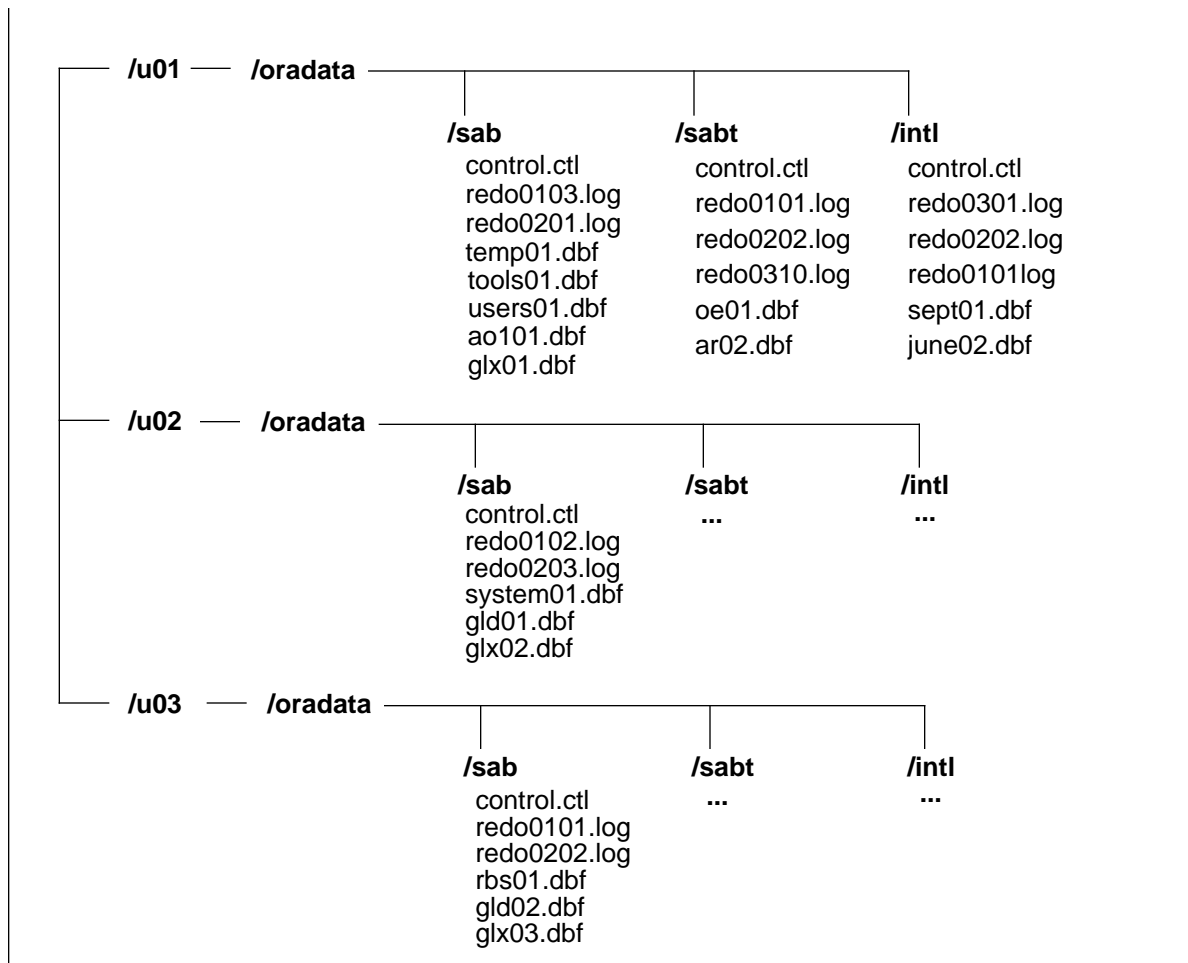 /u01 /oradata
/sab
control.ctl
redo0103.log
redo0201.log
temp01.dbf
tools01.dbf
users01.dbf
ao101.dbf
glx01.dbf
/sabt
control.ctl
redo0101.log
redo0202.log
redo0310.log
oe01.dbf
ar02.dbf
/intl
control.ctl
redo0301.log
redo0202.log
redo0101log
sept01.dbf
june02.dbf
/u02 /oradata
/sab
control.ctl
redo0102.log
redo0203.log
system01.dbf
gld01.dbf
glx02.dbf
/sabt
...
/intl
...
/u03 /oradata
/sab
control.ctl
redo0101.log
redo0202.log
rbs01.dbf
gld02.dbf
glx03.dbf
/sabt
...
/intl
...